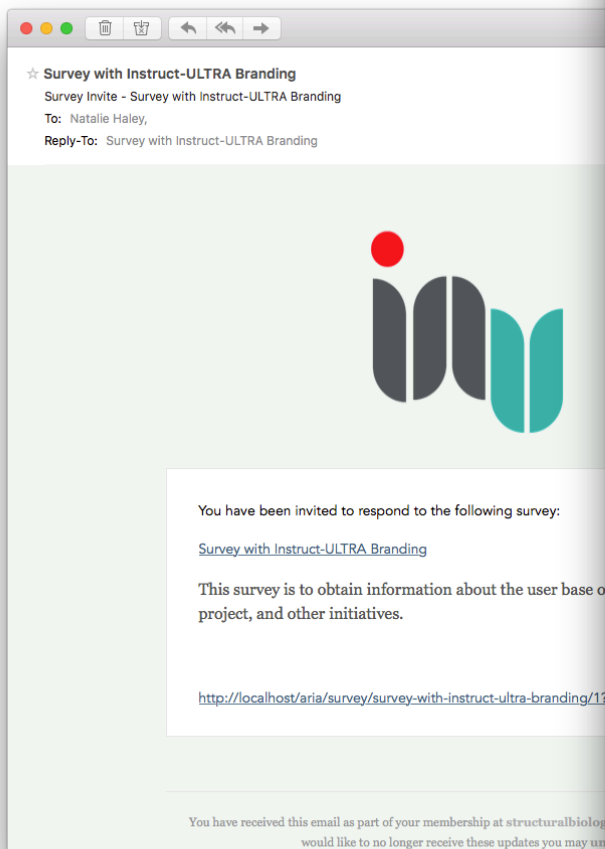 Survey with Instruct-ULTRA Branding
Survey Invite - Survey with Instruct-ULTRA Branding
To: Natalie Haley,
Reply-To: Survey with Instruct-ULTRA Branding
You have been invited to respond to the following survey:
Survey with Instruct-ULTRA Branding
This survey is to obtain information about the user base o
project, and other initiatives.
http://localhost/aria/survey/survey-with-instruct-ultra-branding/1?
You have received this email as part of your membership at structuralbiolog
would like to no longer receive these updates you may un